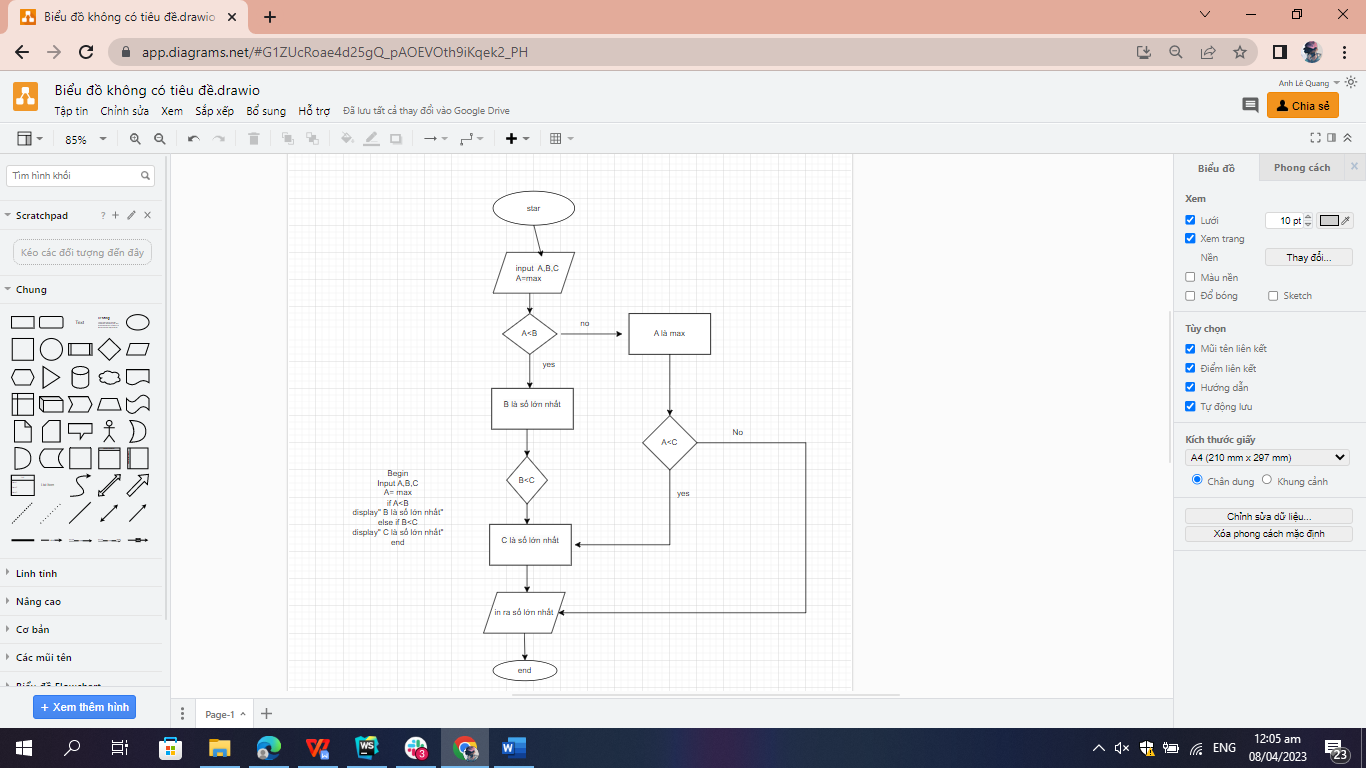 Biểu đồ không có tiêu đề.drawio
app.diagrams.net/#G1ZUcRoae4d25gQ_pAOEVOth9iKqek2_PH
Biểu đồ không có tiêu đề.drawio
Anh Lê Quang
Tập tin Chỉnh sửa Xem Sắp xếp Bổ sung Hỗ trợ Đã lưu tất cả thay đổi vào Google Drive
Chia sẻ
85%
Tìm hình khối
Scratchpad ?
Kéo các đối tượng đến đây
Chung
Text
Linh tinh
Nâng cao
Cơ bản
Các mũi tên
Biểu đồ Flowchart
+ Xem thêm hình
star
input A,B,C
A=max
A<B
no
A là max
yes
B là số lớn nhất
A<C
No
B<C
yes
Begin
Input A,B,C
A= max
if A<B
display" B là số lớn nhất"
else if B<C
display" C là số lớn nhất"
end
C là số lớn nhất
in ra số lớn nhất
end
Biểu đồ Phong cách
Xem
Lưới 10 pt
Xem trang
Nền Thay đổi...
Màu nền
Đổ bóng Sketch
Tùy chọn
Mũi tên liên kết
Điểm liên kết
Hướng dẫn
Tự động lưu
Kích thước giấy
A4 (210 mm x 297 mm)
Chân dung Khung cảnh
Chỉnh sửa dữ liệu...
Xóa phong cách mặc định
Page-1
WS
3
W
ENG
12:05 am
08/04/2023
23